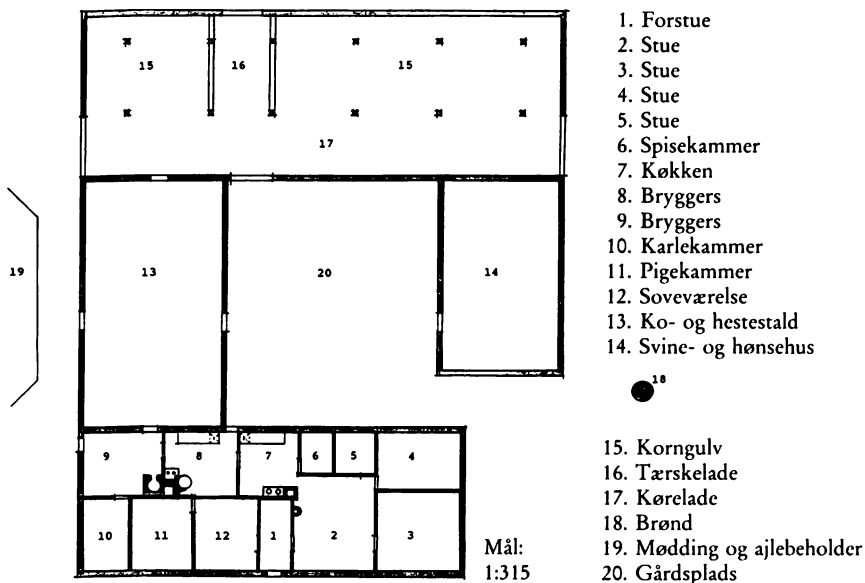 1. Forstue
2. Stue
3. Stue
4. Stue
5. Stue
6. Spisekammer
7. Køkken
8. Bryggers
9. Bryggers
10. Karlekammer
11. Pigekammer
12. Soveværelse
13. Ko- og hestestald
14. Svine- og hønsehus
15. Korngulv
16. Tærskelade
17. Kørelade
18. Brønd
19. Mødding og ajlebeholder
20. Gårdsplads
Mål:
1:315
15 16 15
17
19 13 20 14
18
9 8 7 6 5 4
10 11 12 1 2 3